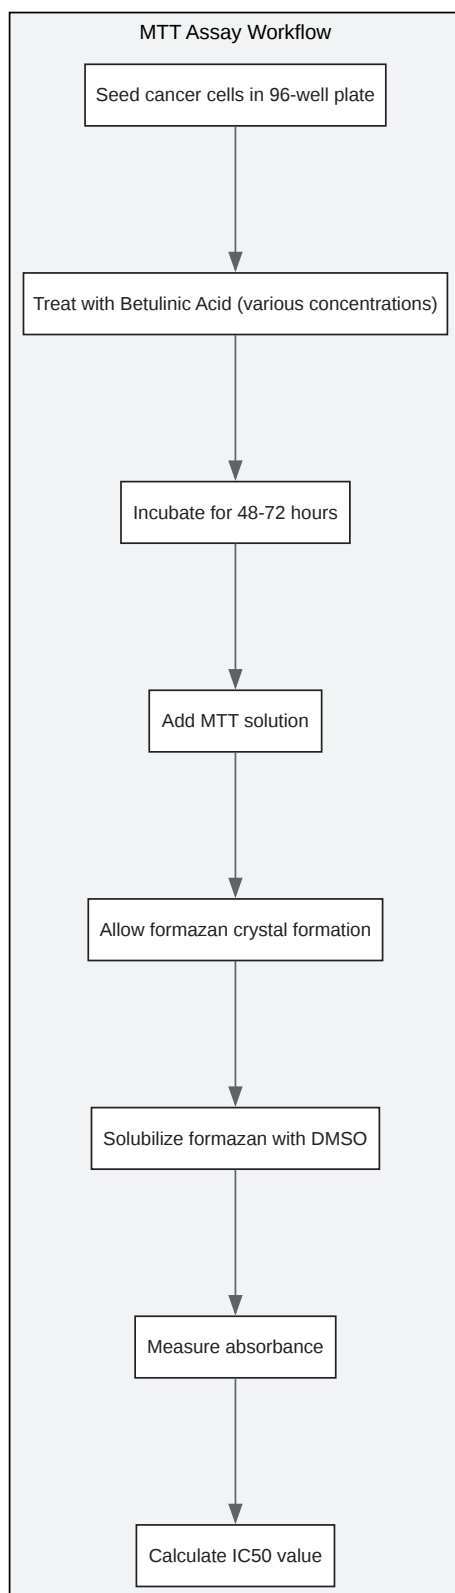 MTT Assay Workflow
Seed cancer cells in 96-well plate
Treat with Betulinic Acid (various concentrations)
Incubate for 48-72 hours
Add MTT solution
Allow formazan crystal formation
Solubilize formazan with DMSO
Measure absorbance
Calculate IC50 value